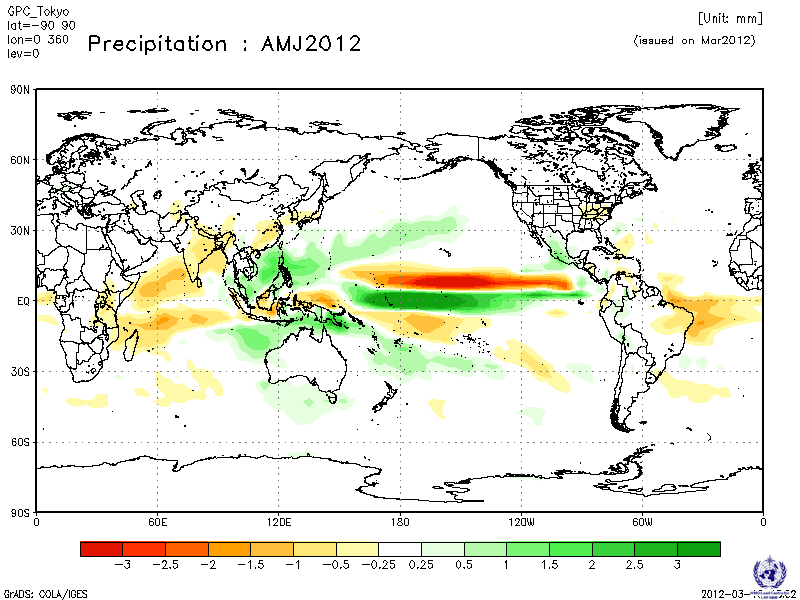 GPC_Tokyo
lat=-90 90
lon=0 360
lev=0
Precipitation : AMJ2012
[Unit: mm]
(issued on Mar2012)
90N
60N
30N
EQ
30S
60S
90S
0 60E 120E 180 120W 60W 0
-3 -2.5 -2 -1.5 -1 -0.5 -0.25 0.25 0.5 1 1.5 2 2.5 3
GrADS: COLA/IGES
2012-03-